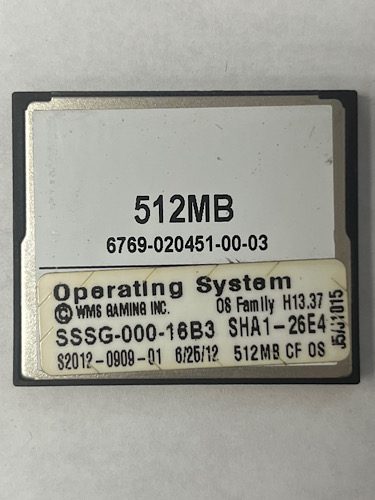 512MB
6769-020451-00-03
Operating System
© WMS GAMING INC. OS Family H13.37
SSSG-000-16B3 SHA1-26E4
S2012-0909-01 6/25/12 512MB CF OS